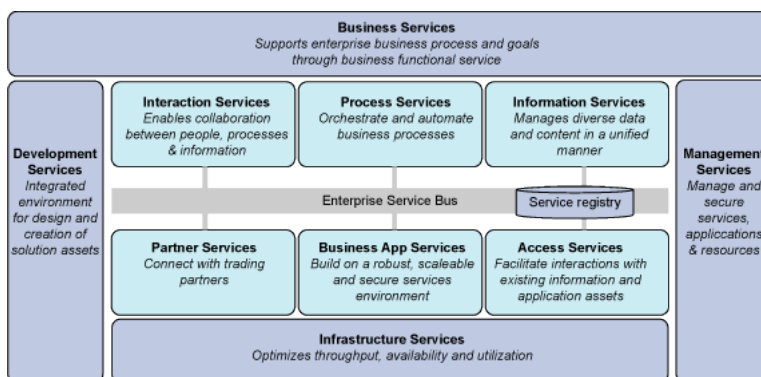 Business Services
Supports enterprise business process and goals
through business functional service
Development
Services
Integrated
environment
for design and
creation of
solution assets
Interaction Services
Enables collaboration
between people, processes
& information
Process Services
Orchestrate and automate
business processes
Information Services
Manages diverse data
and content in a unified
manner
Management
Services
Manage and
secure
services,
appliccations
& resources
Enterprise Service Bus
Service registry
Partner Services
Connect with trading
partners
Business App Services
Build on a robust, scaleable
and secure services
environment
Access Services
Facilitate interactions with
existing information and
application assets
Infrastructure Services
Optimizes throughput, availability and utilization